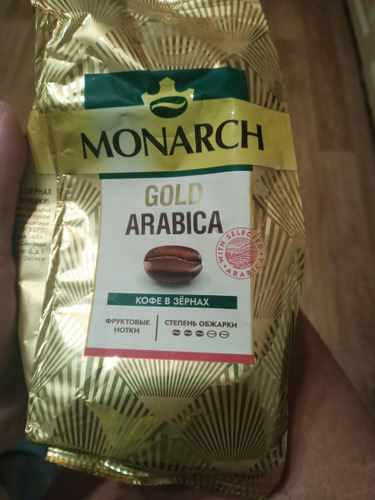 MONARCH
GOLD
ARABICA
WITH SELECTED
ARABICA
КОФЕ В ЗЁРНАХ
ФРУКТОВЫЕ
НОТКИ
СТЕПЕНЬ ОБЖАРКИ